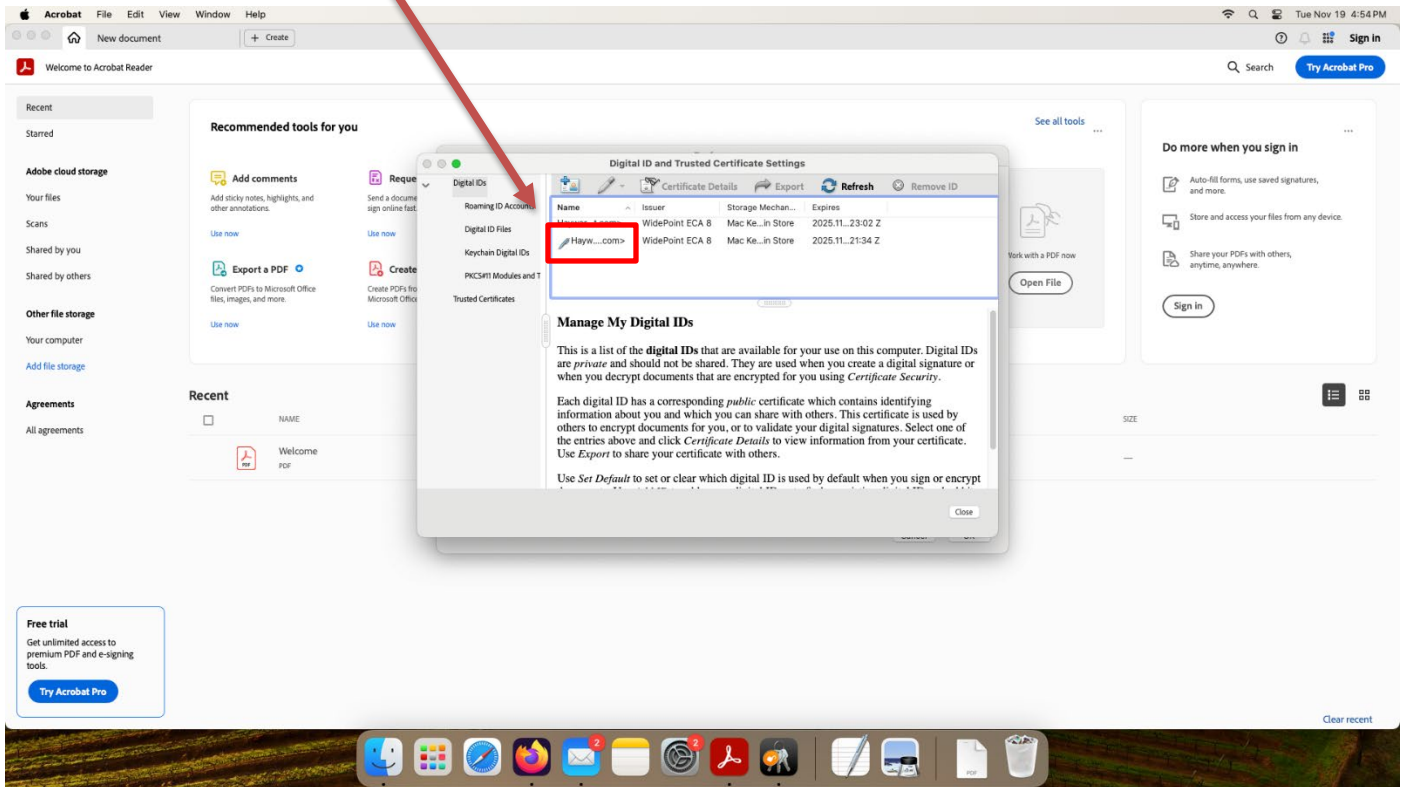 Acrobat File Edit View Window Help
Tue Nov 19 4:54 PM
New document
+ Create
Sign in
Welcome to Acrobat Reader
Search
Try Acrobat Pro
Recent
Starred
Adobe cloud storage
Your files
Scans
Shared by you
Shared by others
Other file storage
Your computer
Add file storage
Agreements
All agreements
Recommended tools for you
See all tools
...
Add comments
Add sticky notes, highlights, and
other annotations.
Use now
Reque
Send a docume
sign online fast.
Use now
Export a PDF
Convert PDFs to Microsoft Office
files, images, and more.
Use now
Create
Create PDFs fro
Microsoft Offic
Use now
Digital ID and Trusted Certificate Settings
Digital IDs
Roaming ID Accounts
Digital ID Files
Keychain Digital IDs
PKCS#11 Modules and T
Trusted Certificates
Certificate Details
Export
Refresh
Remove ID
Name Issuer Storage Mechan... Expires
WidePoint ECA 8 Mac Ke...in Store 2025.11...23:02 Z
Hayw....com> WidePoint ECA 8 Mac Ke...in Store 2025.11...21:34 Z
Manage My Digital IDs
This is a list of the digital IDs that are available for your use on this computer. Digital IDs
are private and should not be shared. They are used when you create a digital signature or
when you decrypt documents that are encrypted for you using Certificate Security.
Each digital ID has a corresponding public certificate which contains identifying
information about you and which you can share with others. This certificate is used by
others to encrypt documents for you, or to validate your digital signatures. Select one of
the entries above and click Certificate Details to view information from your certificate.
Use Export to share your certificate with others.
Use Set Default to set or clear which digital ID is used by default when you sign or encrypt
Close
Work with a PDF now
Open File
...
Do more when you sign in
Auto-fill forms, use saved signatures,
and more.
Store and access your files from any device.
Share your PDFs with others,
anytime, anywhere.
Sign in
Recent
NAME
SIZE
Welcome
PDF
—
Free trial
Get unlimited access to
premium PDF and e-signing
tools.
Try Acrobat Pro
Clear recent
2
2
PDF